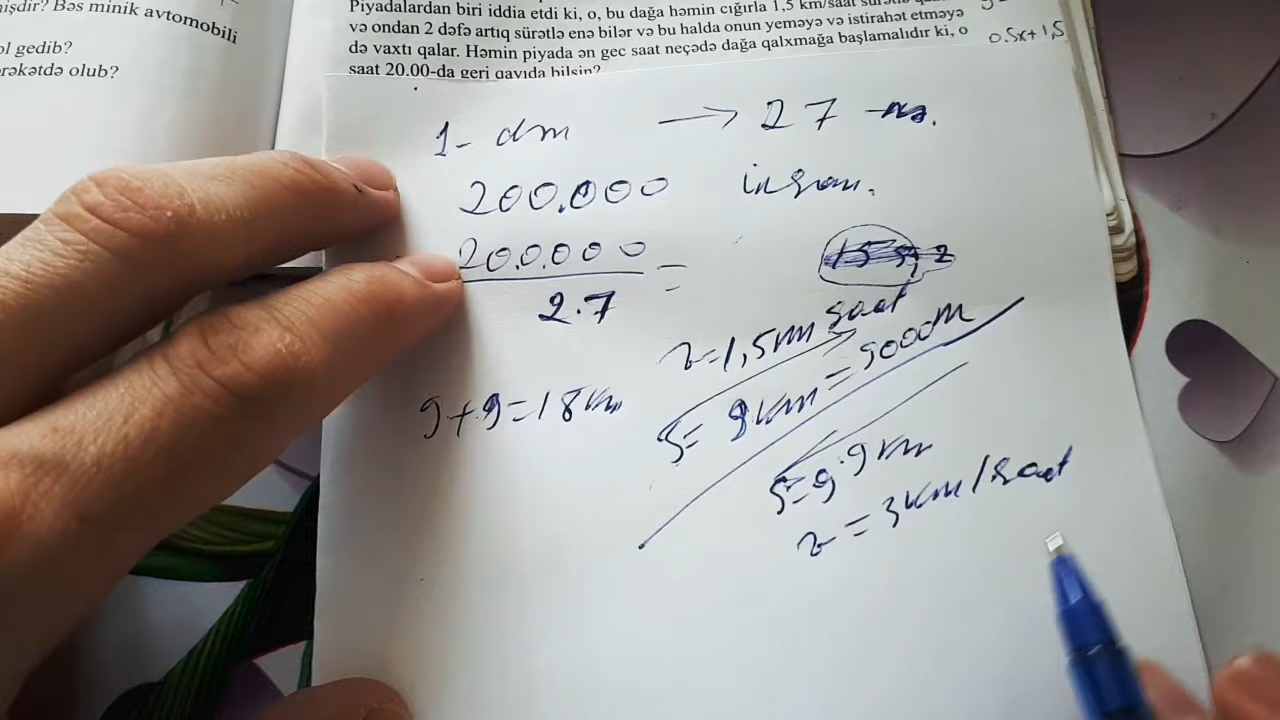 nişdir? Bəs minik avtomobili
ol gedib?
rəkətdə olub?
Piyadalardan biri iddia etdi ki, o, bu dağa həmin cığırla 1,5 km/saat
və ondan 2 dəfə artıq sürətlə enə bilər və bu halda onun yeməyə və istirahət etməyə
də vaxtı qalar. Həmin piyada ən gec saat neçədə dağa qalxmağa başlamalıdır ki, o
saat 20.00-da geri qayıda bilsin?
0.5x+1,5
1- dm → 27
200.000 insan.
200.000
2.7 =
9+9=18km
v=1,5km saat
S= 9km = 9000m
S=9.9km
v=3km/saat